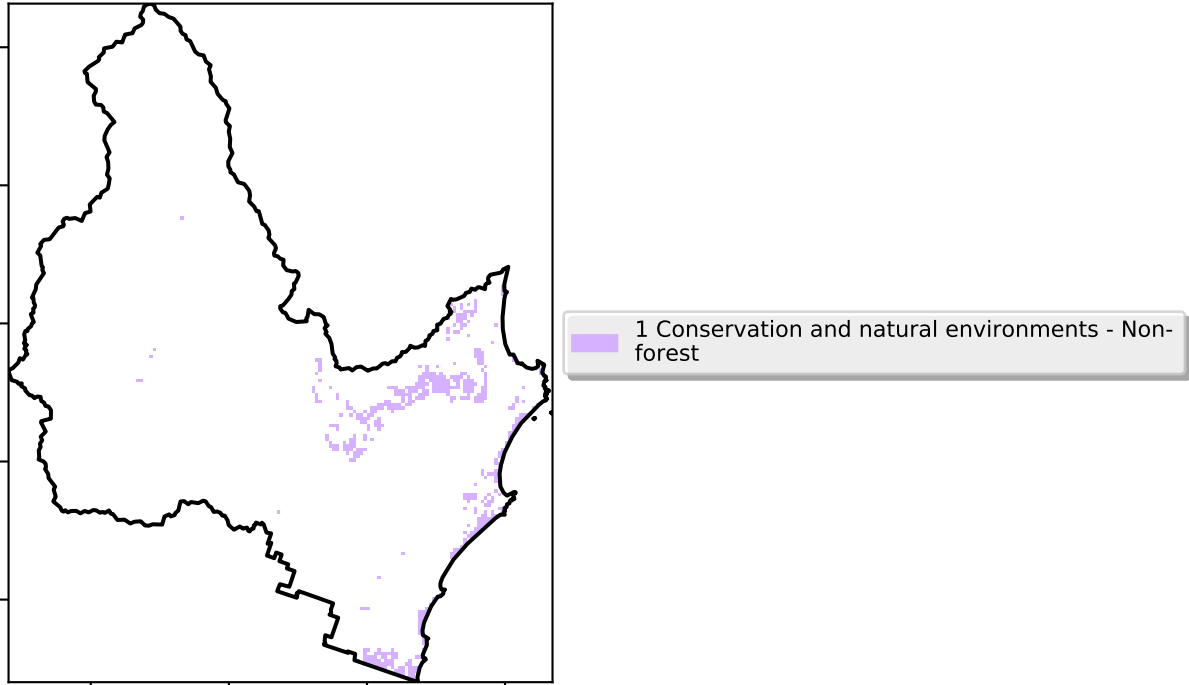 1 Conservation and natural environments - Non-
forest